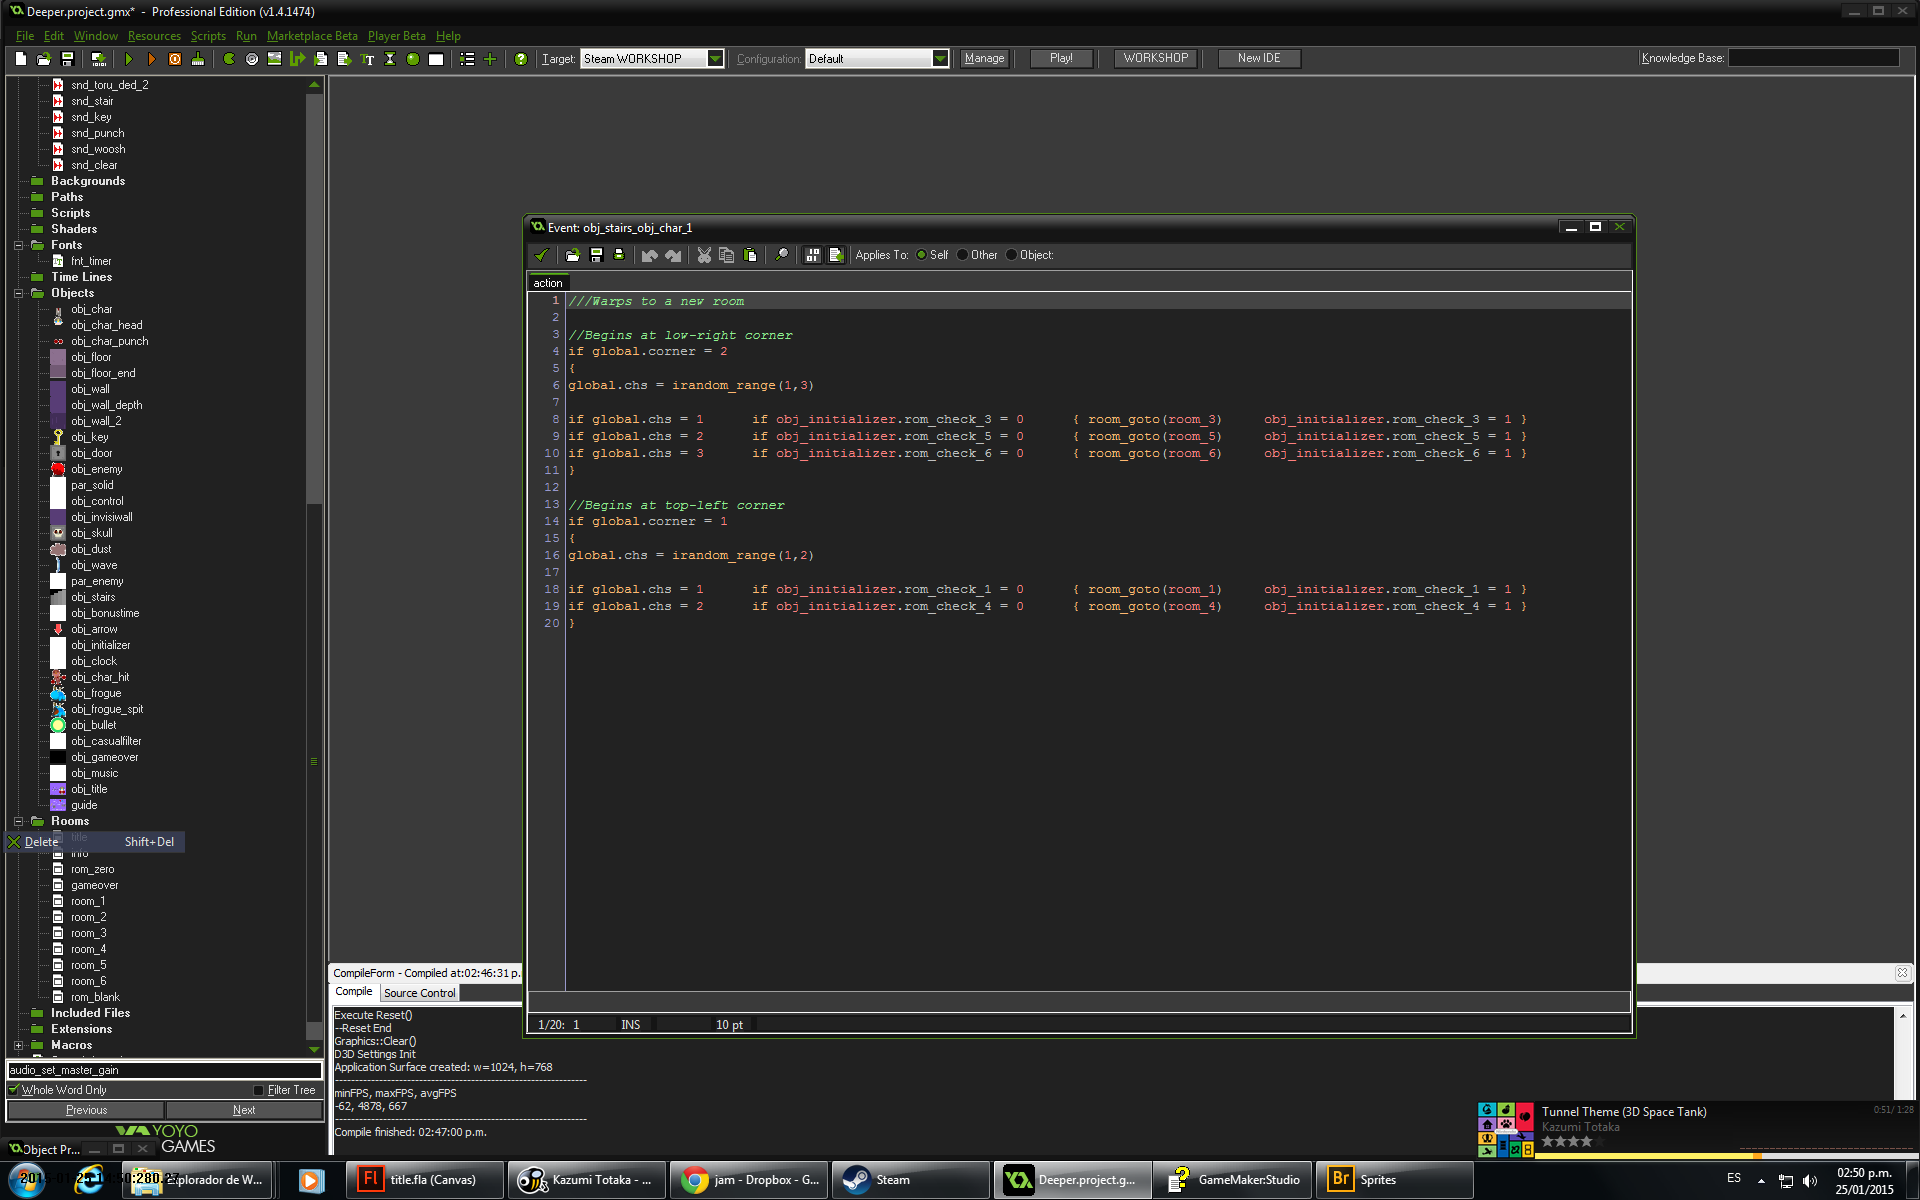 Deeper.project.gmx* - Professional Edition (v1.4.1474)
File Edit Window Resources Scripts Run Marketplace Beta Player Beta Help
Target: Steam WORKSHOP Configuration: Default Manage Play! WORKSHOP New IDE Knowledge Base:
snd_toru_ded_2
snd_stair
snd_key
snd_punch
snd_woosh
snd_clear
Backgrounds
Paths
Scripts
Shaders
Fonts
fnt_timer
Time Lines
Objects
obj_char
obj_char_head
obj_char_punch
obj_floor
obj_floor_end
obj_wall
obj_wall_depth
obj_wall_2
obj_key
obj_door
obj_enemy
par_solid
obj_control
obj_invisiwall
obj_skull
obj_dust
obj_wave
par_enemy
obj_stairs
obj_bonustime
obj_arrow
obj_initializer
obj_clock
obj_char_hit
obj_frogue
obj_frogue_spit
obj_bullet
obj_casualfilter
obj_gameover
obj_music
obj_title
guide
Rooms
title
Delete Shift+Del
info
rom_zero
gameover
room_1
room_2
room_3
room_4
room_5
room_6
rom_blank
Included Files
Extensions
Macros
audio_set_master_gain
Whole Word Only Filter Tree
Previous Next
YOYO
GAMES
Object Pr...
Event: obj_stairs_obj_char_1
Applies To: Self Other Object:
action
1 ///Warps to a new room
2
3 //Begins at low-right corner
4 if global.corner = 2
5 {
6 global.chs = irandom_range(1,3)
7
8 if global.chs = 1 if obj_initializer.rom_check_3 = 0 { room_goto(room_3) obj_initializer.rom_check_3 = 1 }
9 if global.chs = 2 if obj_initializer.rom_check_5 = 0 { room_goto(room_5) obj_initializer.rom_check_5 = 1 }
10 if global.chs = 3 if obj_initializer.rom_check_6 = 0 { room_goto(room_6) obj_initializer.rom_check_6 = 1 }
11 }
12
13 //Begins at top-left corner
14 if global.corner = 1
15 {
16 global.chs = irandom_range(1,2)
17
18 if global.chs = 1 if obj_initializer.rom_check_1 = 0 { room_goto(room_1) obj_initializer.rom_check_1 = 1 }
19 if global.chs = 2 if obj_initializer.rom_check_4 = 0 { room_goto(room_4) obj_initializer.rom_check_4 = 1 }
20 }
1/20: 1 INS 10 pt
CompileForm - Compiled at:02:46:31 p.
Compile Source Control
Execute Reset()
--Reset End
Graphics::Clear()
D3D Settings Init
Application Surface created: w=1024, h=768
minFPS, maxFPS, avgFPS
-62, 4878, 667
Compile finished: 02:47:00 p.m.
Tunnel Theme (3D Space Tank) 0:51/ 1:28
Kazumi Totaka
Explorador de W... title.fla (Canvas) Kazumi Totaka - ... jam - Dropbox - G... Steam Deeper.project.g... GameMaker:Studio Sprites
ES 02:50 p.m.
25/01/2015